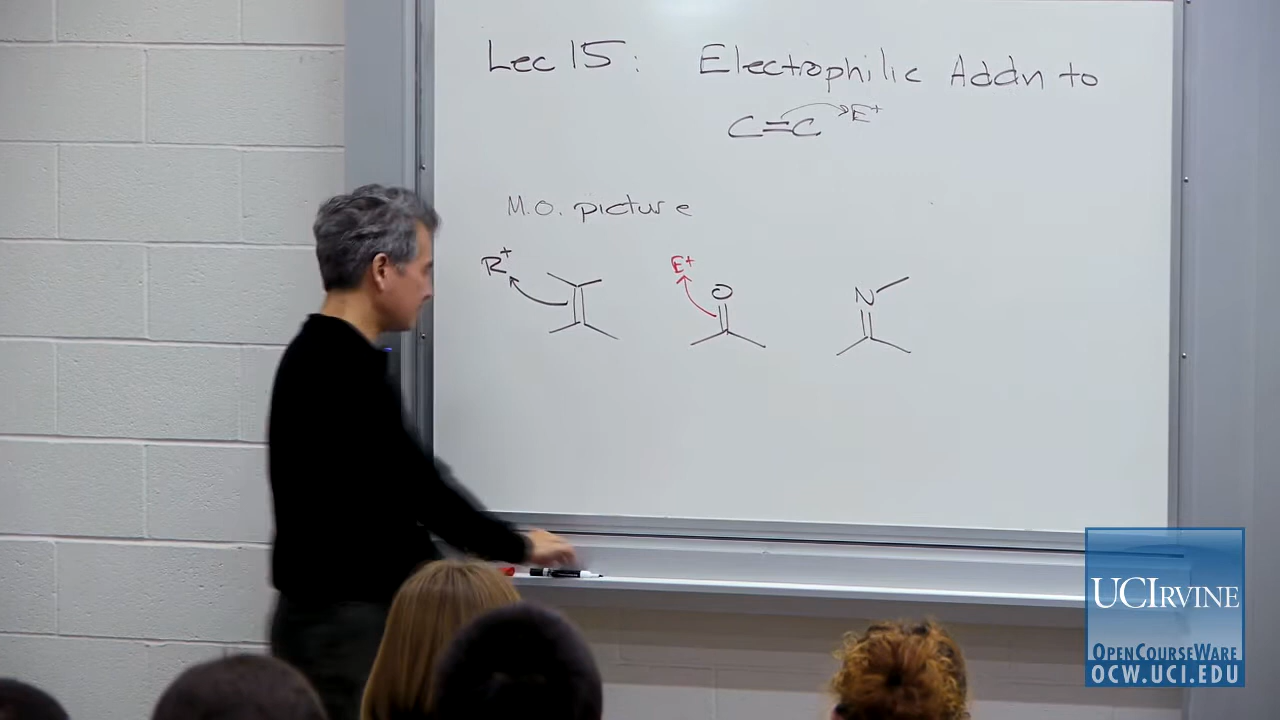 Lec 15: Electrophilic Addn to
C=C E+
M.O. picture
R+
E+
O
N
UCIRVINE
OPENCOURSEWARE
OCW.UCI.EDU